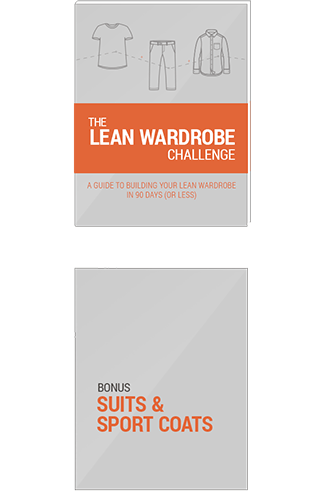 THE
LEAN WARDROBE
CHALLENGE
A GUIDE TO BUILDING YOUR LEAN WARDROBE
IN 90 DAYS (OR LESS)
BONUS
SUITS &
SPORT COATS